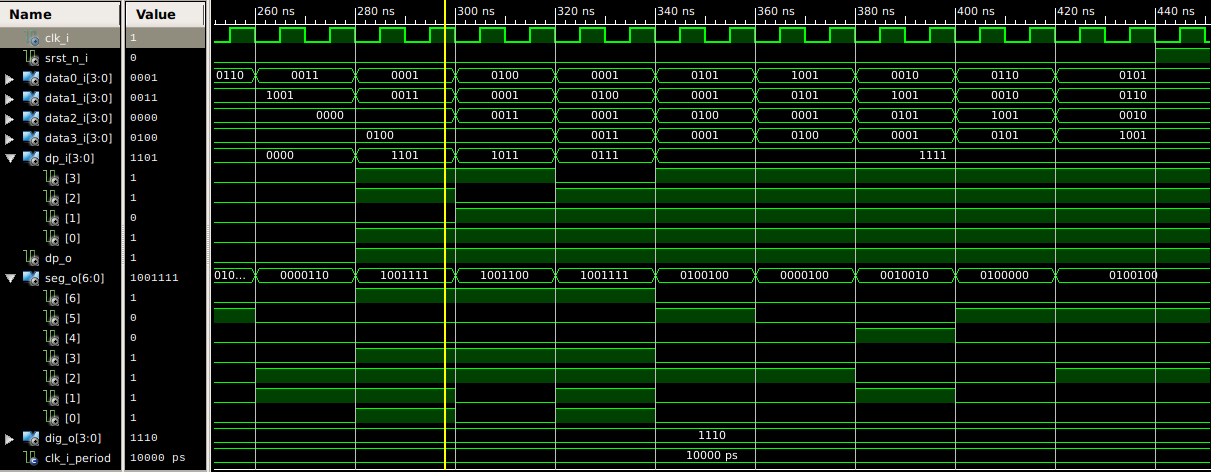 Name Value 260 ns 280 ns 300 ns 320 ns 340 ns 360 ns 380 ns 400 ns 420 ns 440 ns
clk_i 1
srst_n_i 0
data0_i[3:0] 0001 0110 0011 0001 0100 0001 0101 1001 0010 0110 0101
data1_i[3:0] 0011 1001 0011 0001 0100 0001 0101 1001 0010 0110
data2_i[3:0] 0000 0000 0011 0001 0100 0001 0101 1001 0010
data3_i[3:0] 0100 0100 0011 0001 0100 0001 0101 1001
dp_i[3:0] 1101 0000 1101 1011 0111 1111
[3] 1
[2] 1
[1] 0
[0] 1
dp_o 1
seg_o[6:0] 1001111 010... 0000110 1001111 1001100 1001111 0100100 0000100 0010010 0100000 0100100
[6] 1
[5] 0
[4] 0
[3] 1
[2] 1
[1] 1
[0] 1
dig_o[3:0] 1110 1110
clk_i_period 10000 ps 10000 ps